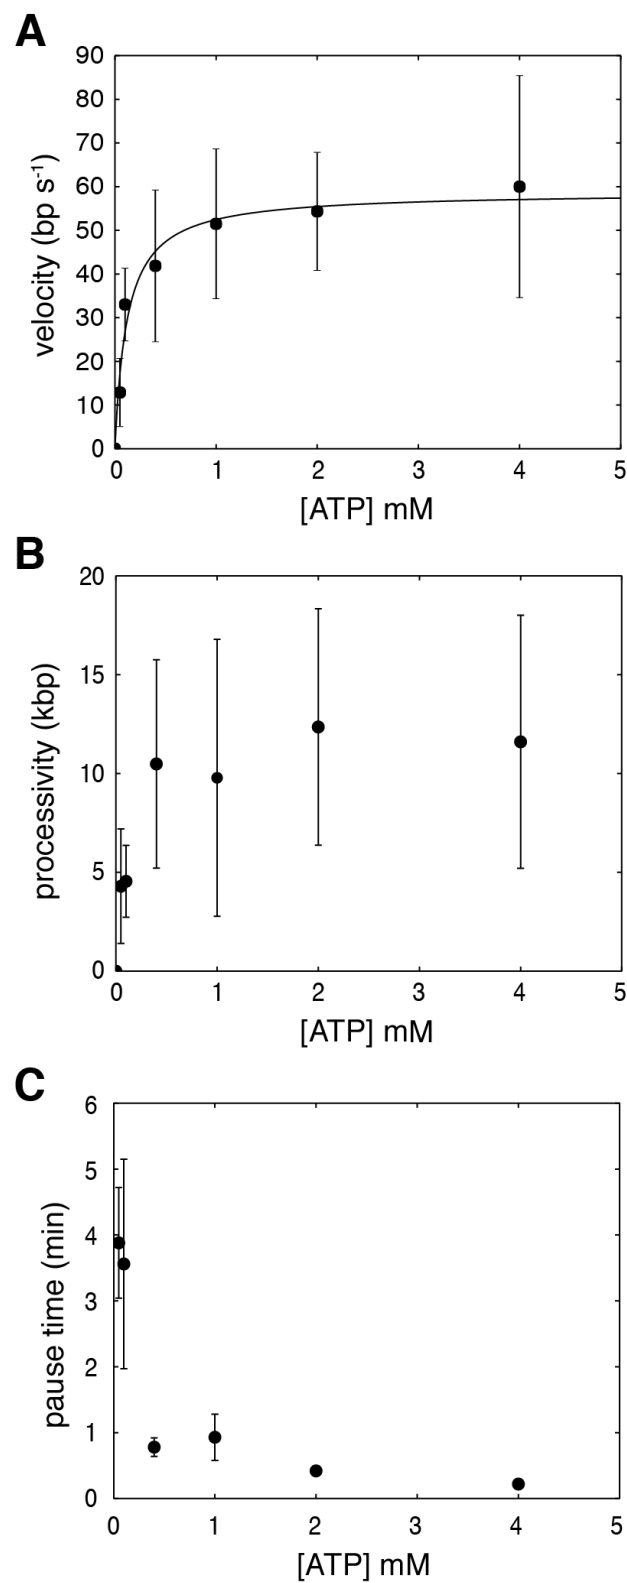 A
90
80
70
60
50
40
30
20
10
0
velocity (bp s⁻¹)
0 1 2 3 4 5
[ATP] mM
B
20
15
10
5
0
processivity (kbp)
0 1 2 3 4 5
[ATP] mM
C
6
5
4
3
2
1
0
pause time (min)
0 1 2 3 4 5
[ATP] mM